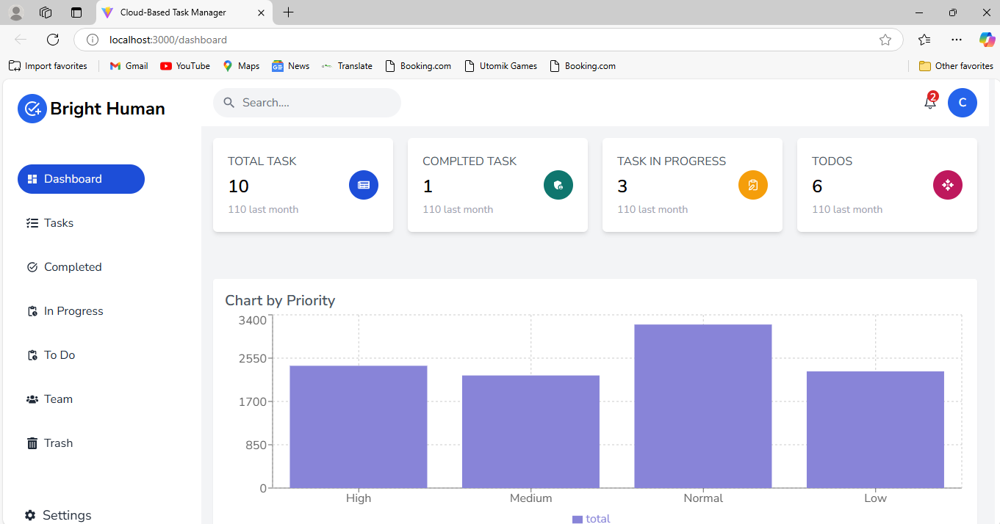 Cloud-Based Task Manager
localhost:3000/dashboard
Import favorites Gmail YouTube Maps News Translate Booking.com Utomik Games Booking.com Other favorites
Bright Human
Search....
2
C
Dashboard
Tasks
Completed
In Progress
To Do
Team
Trash
Settings
TOTAL TASK
10
110 last month
COMPLTED TASK
1
110 last month
TASK IN PROGRESS
3
110 last month
TODOS
6
110 last month
Chart by Priority
3400
2550
1700
850
0
High Medium Normal Low
total